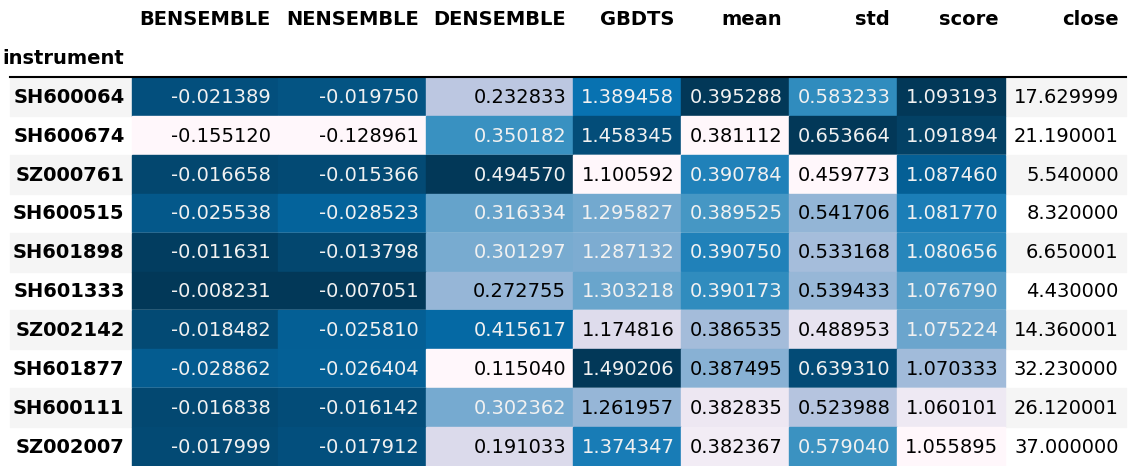 BENSEMBLE NENSEMBLE DENSEMBLE GBDTS mean std score close
instrument
SH600064 -0.021389 -0.019750 0.232833 1.389458 0.395288 0.583233 1.093193 17.629999
SH600674 -0.155120 -0.128961 0.350182 1.458345 0.381112 0.653664 1.091894 21.190001
SZ000761 -0.016658 -0.015366 0.494570 1.100592 0.390784 0.459773 1.087460 5.540000
SH600515 -0.025538 -0.028523 0.316334 1.295827 0.389525 0.541706 1.081770 8.320000
SH601898 -0.011631 -0.013798 0.301297 1.287132 0.390750 0.533168 1.080656 6.650001
SH601333 -0.008231 -0.007051 0.272755 1.303218 0.390173 0.539433 1.076790 4.430000
SZ002142 -0.018482 -0.025810 0.415617 1.174816 0.386535 0.488953 1.075224 14.360001
SH601877 -0.028862 -0.026404 0.115040 1.490206 0.387495 0.639310 1.070333 32.230000
SH600111 -0.016838 -0.016142 0.302362 1.261957 0.382835 0.523988 1.060101 26.120001
SZ002007 -0.017999 -0.017912 0.191033 1.374347 0.382367 0.579040 1.055895 37.000000